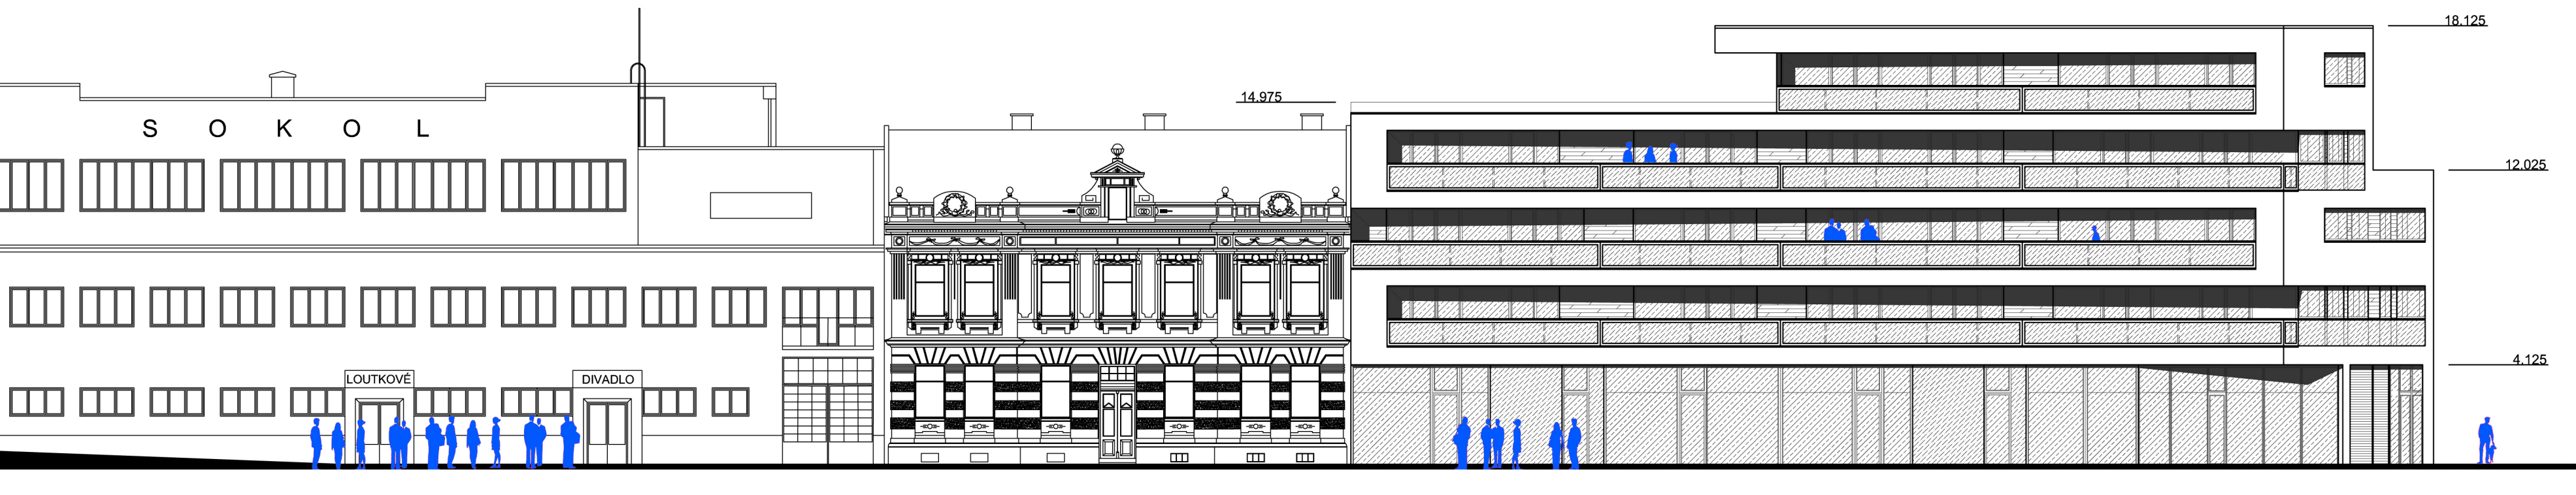 18.125
14.975
S O K O L
12.025
4.125
LOUTKOVÉ
DIVADLO